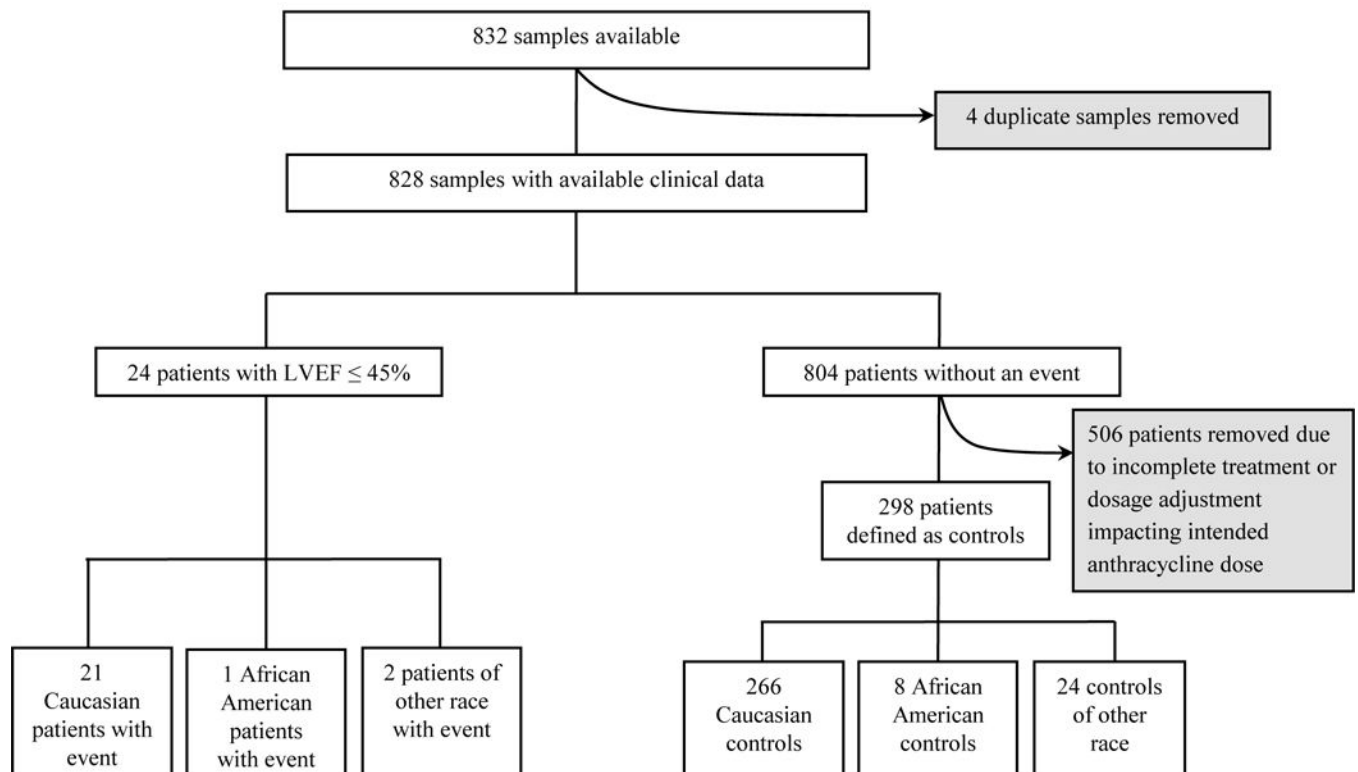 832 samples available
4 duplicate samples removed
828 samples with available clinical data
24 patients with LVEF ≤ 45%
804 patients without an event
506 patients removed due
to incomplete treatment or
dosage adjustment
impacting intended
anthracycline dose
298 patients
defined as controls
21
Caucasian
patients with
event
1 African
American
patients
with event
2 patients of
other race
with event
266
Caucasian
controls
8 African
American
controls
24 controls
of other
race